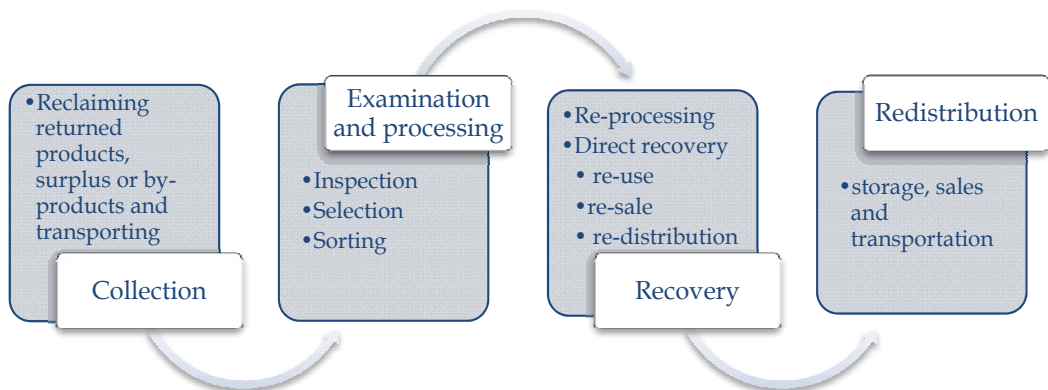 •Reclaiming
returned
products,
surplus or by-
products and
transporting
Collection
Examination
and processing
•Inspection
•Selection
•Sorting
•Re-processing
•Direct recovery
• re-use
•re-sale
• re-distribution
Recovery
Redistribution
•storage, sales
and
transportation